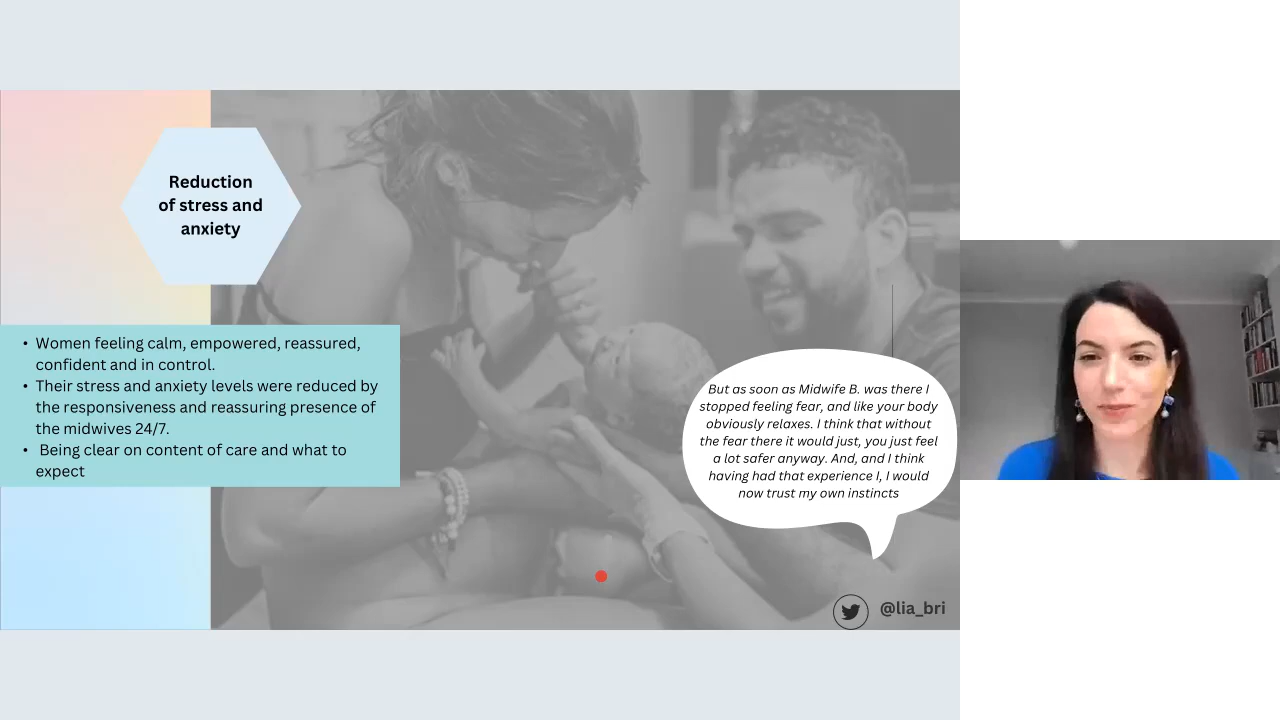 Reduction
of stress and
anxiety
• Women feeling calm, empowered, reassured,
confident and in control.
• Their stress and anxiety levels were reduced by
the responsiveness and reassuring presence of
the midwives 24/7.
• Being clear on content of care and what to
expect
But as soon as Midwife B. was there I
stopped feeling fear, and like your body
obviously relaxes. I think that without
the fear there it would just, you just feel
a lot safer anyway. And, and I think
having had that experience I, I would
now trust my own instincts
@lia_bri